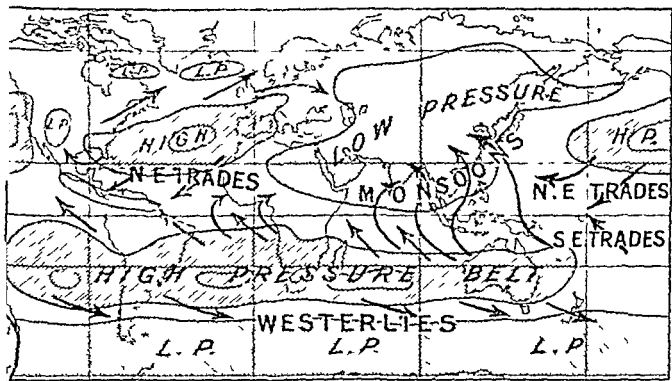 L.P.
L.P.
PRESSURE
L.P.
HIGH
LOW
H P.
N E TRADES
MONSOONS
N.E TRADES
S E TRADES
HIGH PRESSURE BELT
WESTERLIES
L.P.
L.P.
L.P.